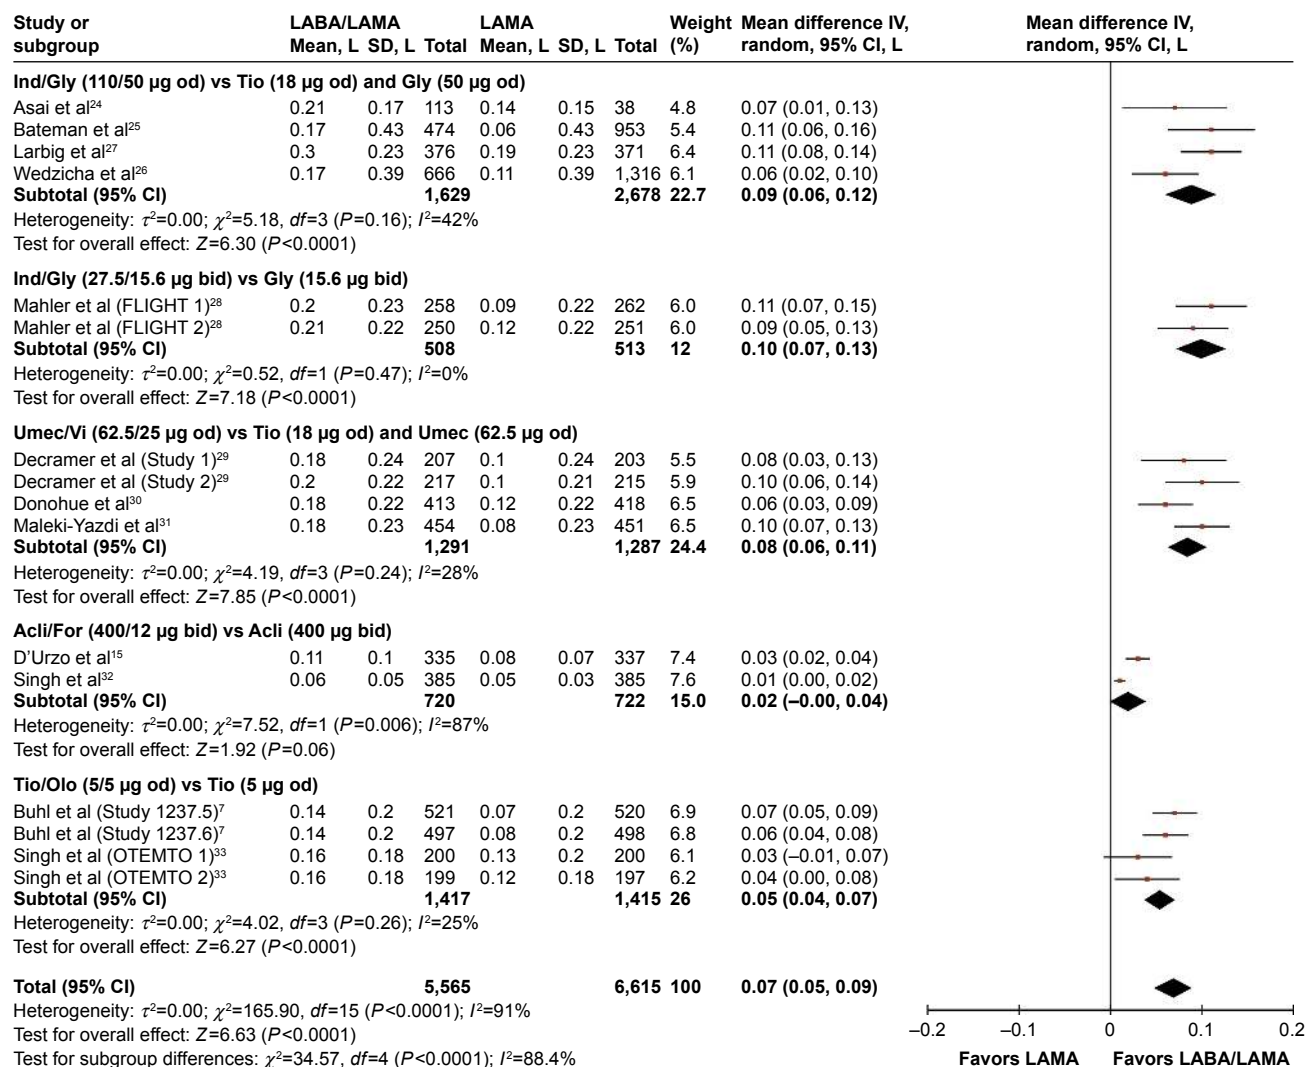 Study or subgroup LABA/LAMA LAMA Weight (%) Mean difference IV, random, 95% CI, L Mean difference IV, random, 95% CI, L
Mean, L SD, L Total Mean, L SD, L Total
Ind/Gly (110/50 µg od) vs Tio (18 µg od) and Gly (50 µg od)
Asai et al²⁴ 0.21 0.17 113 0.14 0.15 38 4.8 0.07 (0.01, 0.13)
Bateman et al²⁵ 0.17 0.43 474 0.06 0.43 953 5.4 0.11 (0.06, 0.16)
Larbig et al²⁷ 0.3 0.23 376 0.19 0.23 371 6.4 0.11 (0.08, 0.14)
Wedzicha et al²⁶ 0.17 0.39 666 0.11 0.39 1,316 6.1 0.06 (0.02, 0.10)
Subtotal (95% CI) 1,629 2,678 22.7 0.09 (0.06, 0.12)
Heterogeneity: τ²=0.00; χ²=5.18, df=3 (P=0.16); I²=42%
Test for overall effect: Z=6.30 (P<0.0001)
Ind/Gly (27.5/15.6 µg bid) vs Gly (15.6 µg bid)
Mahler et al (FLIGHT 1)²⁸ 0.2 0.23 258 0.09 0.22 262 6.0 0.11 (0.07, 0.15)
Mahler et al (FLIGHT 2)²⁸ 0.21 0.22 250 0.12 0.22 251 6.0 0.09 (0.05, 0.13)
Subtotal (95% CI) 508 513 12 0.10 (0.07, 0.13)
Heterogeneity: τ²=0.00; χ²=0.52, df=1 (P=0.47); I²=0%
Test for overall effect: Z=7.18 (P<0.0001)
Umec/Vi (62.5/25 µg od) vs Tio (18 µg od) and Umec (62.5 µg od)
Decramer et al (Study 1)²⁹ 0.18 0.24 207 0.1 0.24 203 5.5 0.08 (0.03, 0.13)
Decramer et al (Study 2)²⁹ 0.2 0.22 217 0.1 0.21 215 5.9 0.10 (0.06, 0.14)
Donohue et al³⁰ 0.18 0.22 413 0.12 0.22 418 6.5 0.06 (0.03, 0.09)
Maleki-Yazdi et al³¹ 0.18 0.23 454 0.08 0.23 451 6.5 0.10 (0.07, 0.13)
Subtotal (95% CI) 1,291 1,287 24.4 0.08 (0.06, 0.11)
Heterogeneity: τ²=0.00; χ²=4.19, df=3 (P=0.24); I²=28%
Test for overall effect: Z=7.85 (P<0.0001)
Acli/For (400/12 µg bid) vs Acli (400 µg bid)
D'Urzo et al¹⁵ 0.11 0.1 335 0.08 0.07 337 7.4 0.03 (0.02, 0.04)
Singh et al³² 0.06 0.05 385 0.05 0.03 385 7.6 0.01 (0.00, 0.02)
Subtotal (95% CI) 720 722 15.0 0.02 (–0.00, 0.04)
Heterogeneity: τ²=0.00; χ²=7.52, df=1 (P=0.006); I²=87%
Test for overall effect: Z=1.92 (P=0.06)
Tio/Olo (5/5 µg od) vs Tio (5 µg od)
Buhl et al (Study 1237.5)⁷ 0.14 0.2 521 0.07 0.2 520 6.9 0.07 (0.05, 0.09)
Buhl et al (Study 1237.6)⁷ 0.14 0.2 497 0.08 0.2 498 6.8 0.06 (0.04, 0.08)
Singh et al (OTEMTO 1)³³ 0.16 0.18 200 0.13 0.2 200 6.1 0.03 (–0.01, 0.07)
Singh et al (OTEMTO 2)³³ 0.16 0.18 199 0.12 0.18 197 6.2 0.04 (0.00, 0.08)
Subtotal (95% CI) 1,417 1,415 26 0.05 (0.04, 0.07)
Heterogeneity: τ²=0.00; χ²=4.02, df=3 (P=0.26); I²=25%
Test for overall effect: Z=6.27 (P<0.0001)
Total (95% CI) 5,565 6,615 100 0.07 (0.05, 0.09)
Heterogeneity: τ²=0.00; χ²=165.90, df=15 (P<0.0001); I²=91%
Test for overall effect: Z=6.63 (P<0.0001)
Test for subgroup differences: χ²=34.57, df=4 (P<0.0001); I²=88.4%
–0.2 –0.1 0 0.1 0.2
Favors LAMA Favors LABA/LAMA